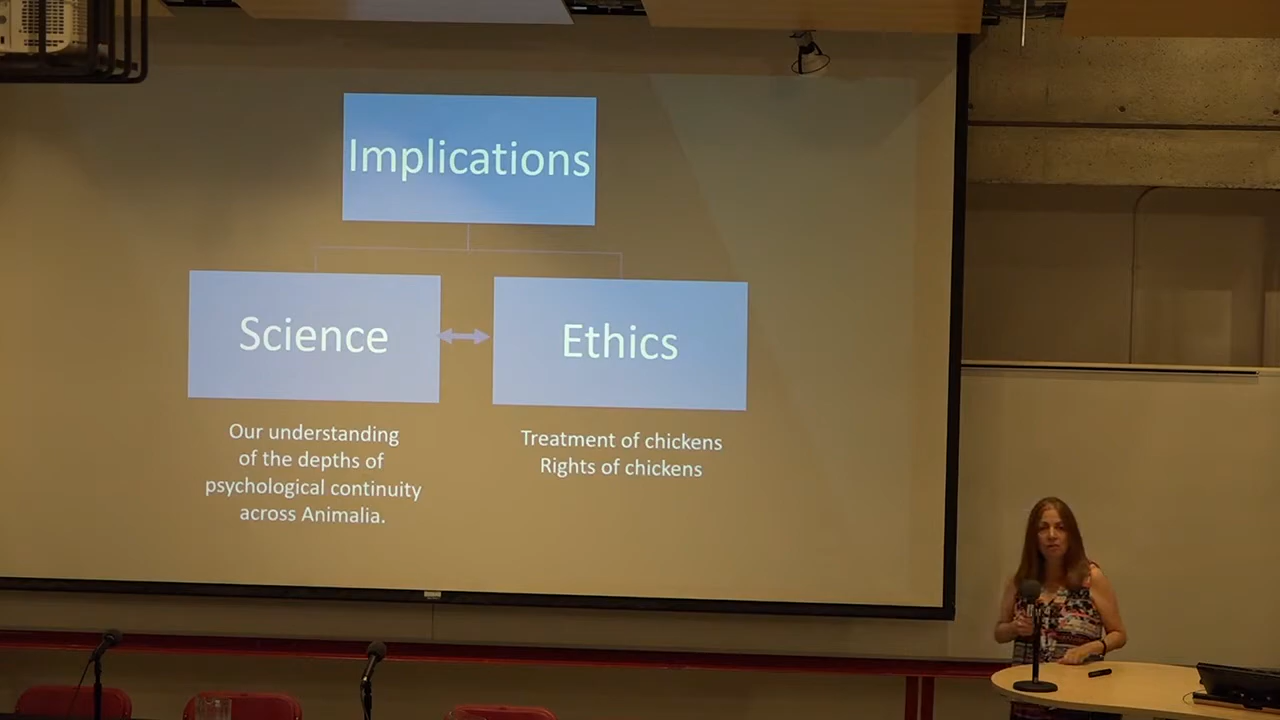 Implications
Science
Ethics
Our understanding
of the depths of
psychological continuity
across Animalia.
Treatment of chickens
Rights of chickens